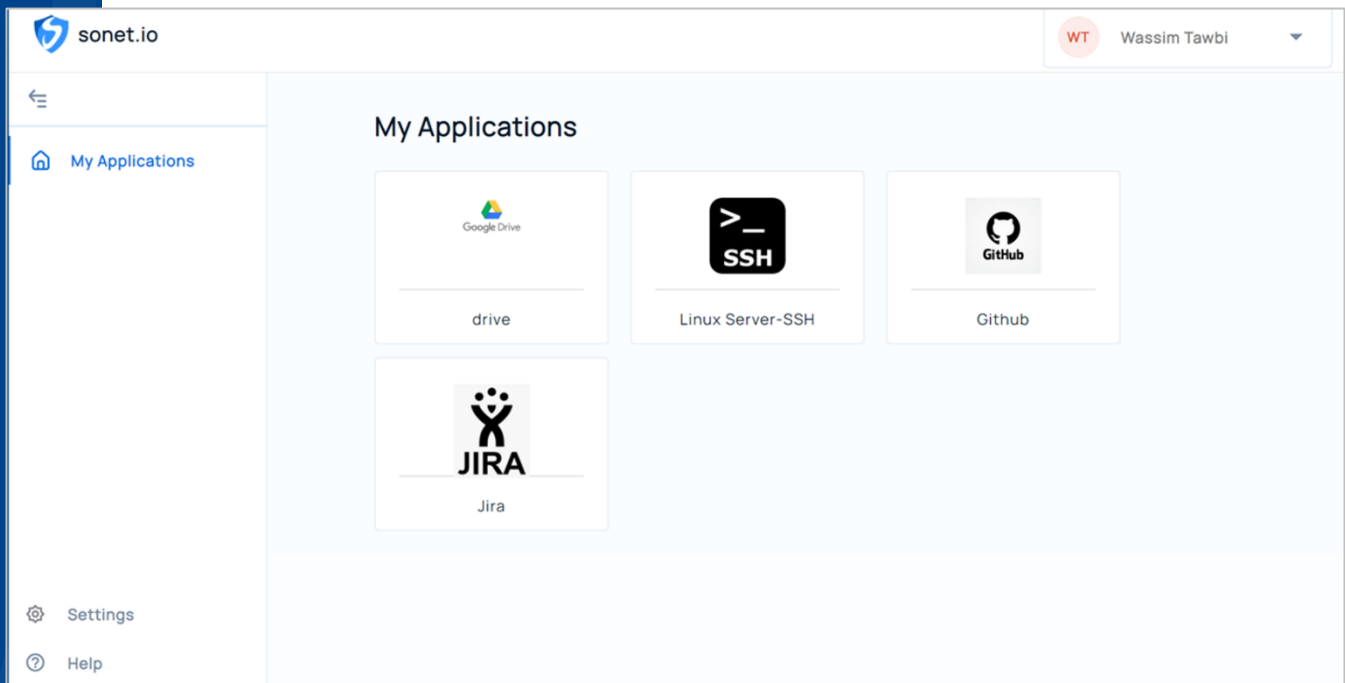 sonet.io
WT Wassim Tawbi
My Applications
My Applications
Google Drive
drive
>_
SSH
Linux Server-SSH
GitHub
Github
JIRA
Jira
Settings
Help